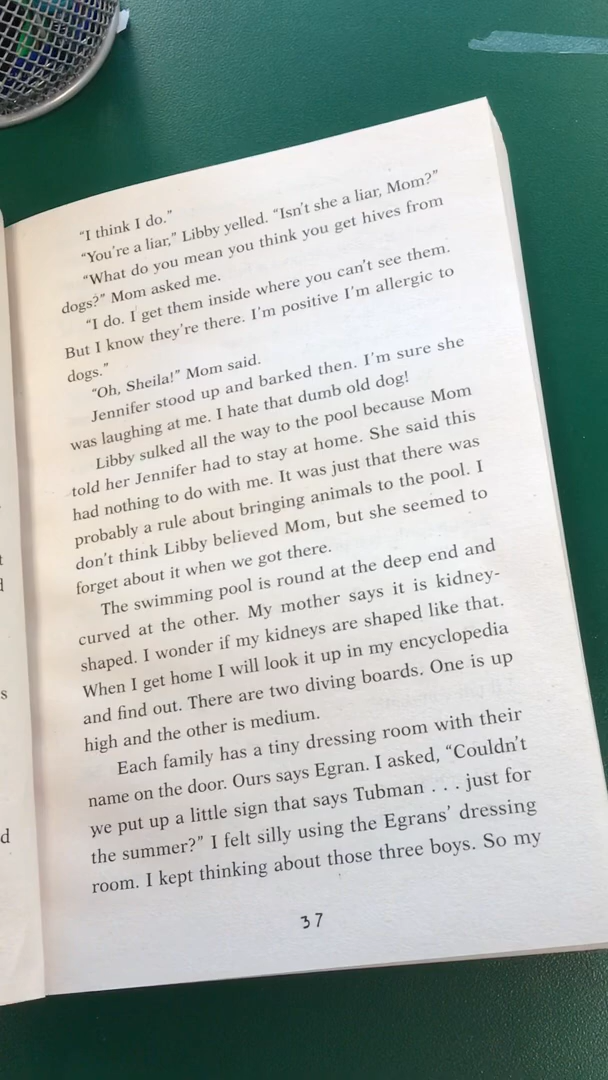 "I think I do."
"You're a liar," Libby yelled. "Isn't she a liar, Mom?"
"What do you mean you think you get hives from
dogs?" Mom asked me.
"I do. I get them inside where you can't see them.
But I know they're there. I'm positive I'm allergic to
dogs."
"Oh, Sheila!" Mom said.
Jennifer stood up and barked then. I'm sure she
was laughing at me. I hate that dumb old dog!
Libby sulked all the way to the pool because Mom
told her Jennifer had to stay at home. She said this
had nothing to do with me. It was just that there was
probably a rule about bringing animals to the pool. I
don't think Libby believed Mom, but she seemed to
forget about it when we got there.
The swimming pool is round at the deep end and
curved at the other. My mother says it is kidney-
shaped. I wonder if my kidneys are shaped like that.
When I get home I will look it up in my encyclopedia
and find out. There are two diving boards. One is up
high and the other is medium.
Each family has a tiny dressing room with their
name on the door. Ours says Egran. I asked, "Couldn't
we put up a little sign that says Tubman . . . just for
the summer?" I felt silly using the Egrans' dressing
room. I kept thinking about those three boys. So my
37